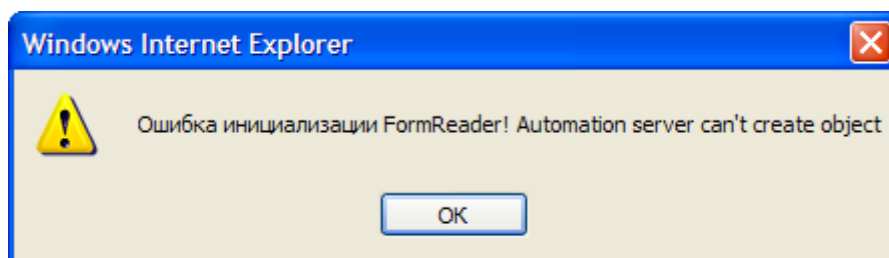 Windows Internet Explorer
Ошибка инициализации FormReader! Automation server can't create object
OK